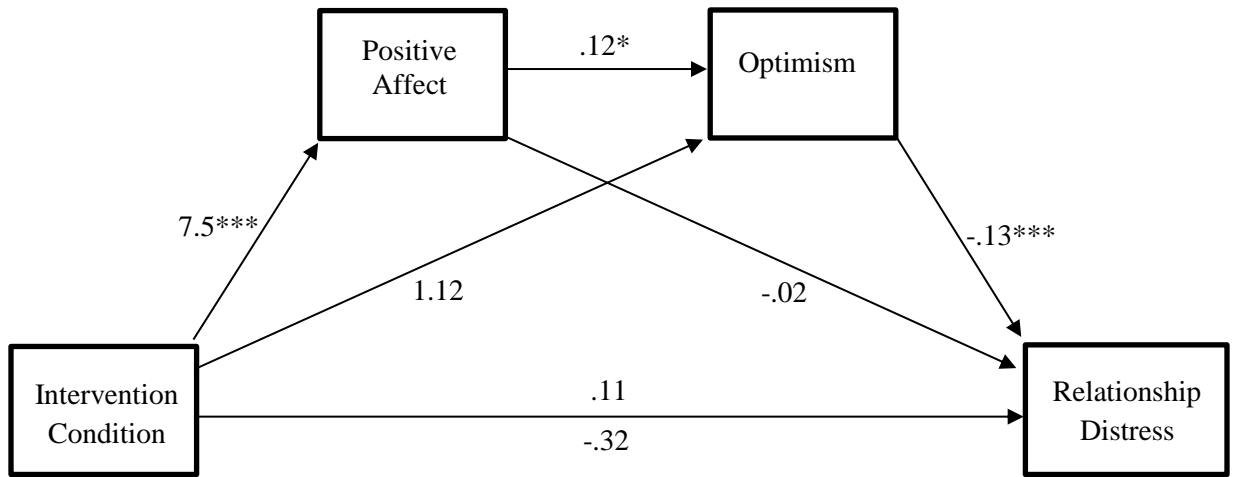 Positive
Affect
.12*
Optimism
7.5***
-.13***
1.12
-.02
Intervention
Condition
.11
-.32
Relationship
Distress